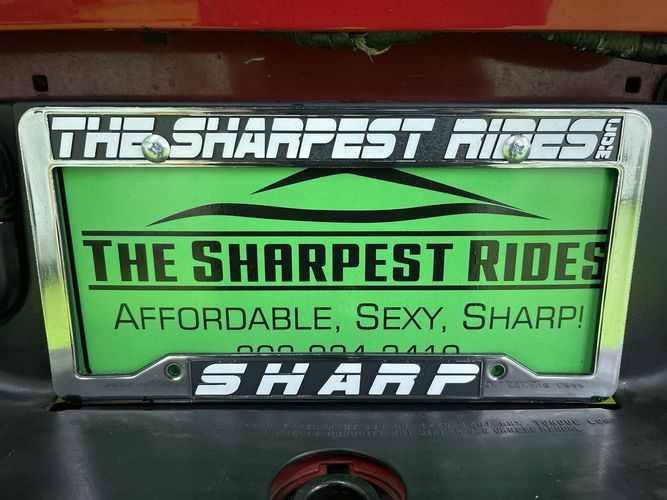 THE SHARPEST RIDES.COM
THE SHARPEST RIDES
AFFORDABLE, SEXY, SHARP!
SHARP